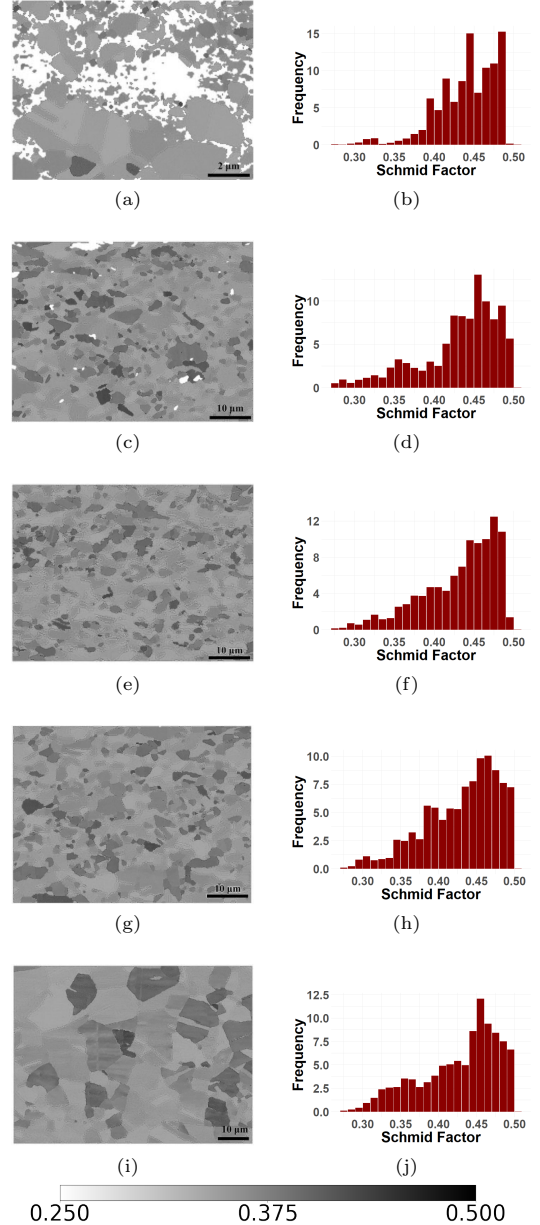 2 μm
Frequency
15
10
5
0
0.30 0.35 0.40 0.45 0.50
Schmid Factor
(a)
(b)
10 μm
Frequency
10
5
0
0.30 0.35 0.40 0.45 0.50
Schmid Factor
(c)
(d)
10 μm
Frequency
12
8
4
0
0.30 0.35 0.40 0.45 0.50
Schmid Factor
(e)
(f)
10 μm
Frequency
10.0
7.5
5.0
2.5
0.0
0.30 0.35 0.40 0.45 0.50
Schmid Factor
(g)
(h)
10 μm
Frequency
12.5
10.0
7.5
5.0
2.5
0.0
0.30 0.35 0.40 0.45 0.50
Schmid Factor
(i)
(j)
0.250 0.375 0.500